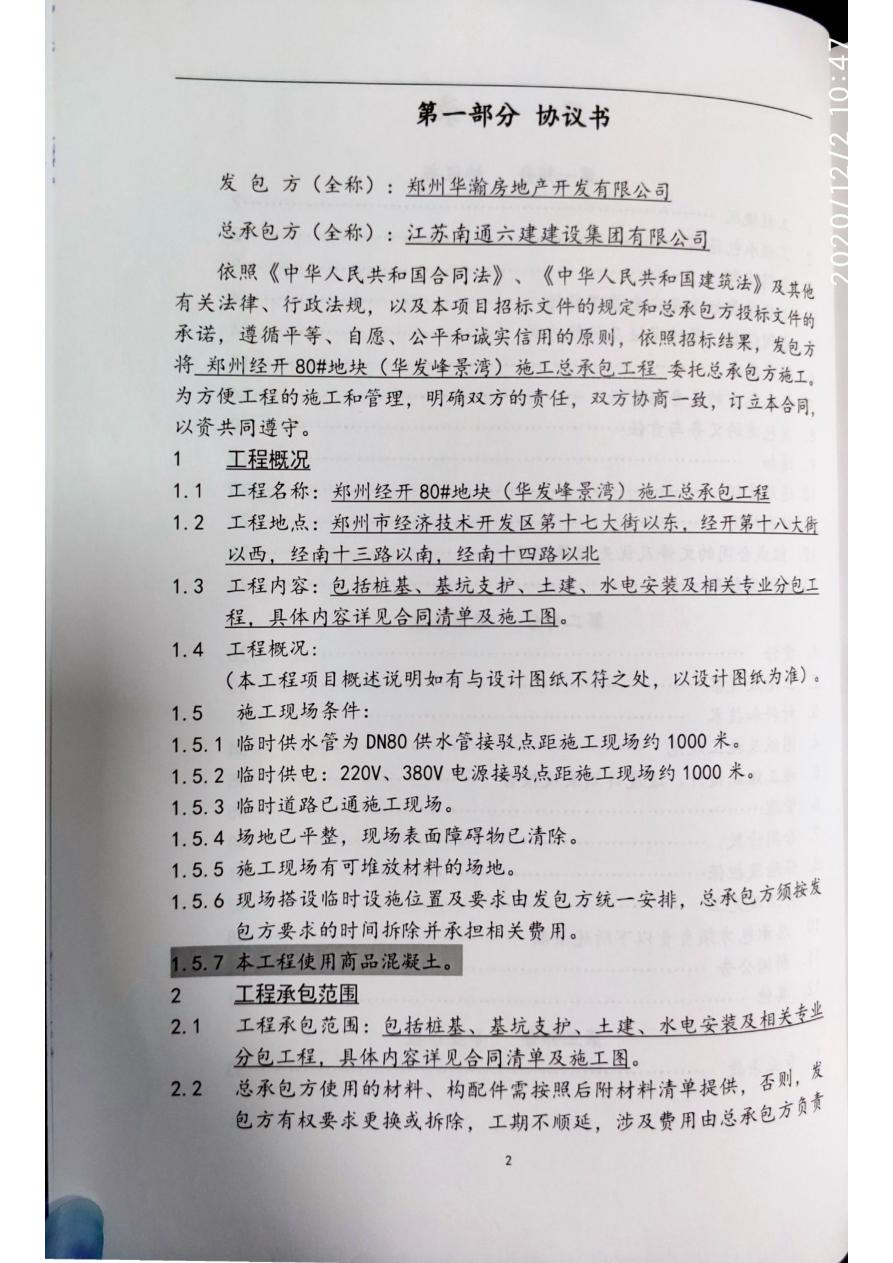 2020/12/2 10:47
第一部分 协议书
发 包 方（全称）：郑州华瀚房地产开发有限公司
总承包方（全称）：江苏南通六建建设集团有限公司
依照《中华人民共和国合同法》、《中华人民共和国建筑法》及其他
有关法律、行政法规，以及本项目招标文件的规定和总承包方投标文件的
承诺，遵循平等、自愿、公平和诚实信用的原则，依照招标结果，发包方
将 郑州经开80#地块（华发峰景湾）施工总承包工程 委托总承包方施工。
为方便工程的施工和管理，明确双方的责任，双方协商一致，订立本合同，
以资共同遵守。
1 工程概况
1.1 工程名称：郑州经开80#地块（华发峰景湾）施工总承包工程
1.2 工程地点：郑州市经济技术开发区第十七大街以东，经开第十八大街
以西，经南十三路以南，经南十四路以北
1.3 工程内容：包括桩基、基坑支护、土建、水电安装及相关专业分包工
程，具体内容详见合同清单及施工图。
1.4 工程概况：
（本工程项目概述说明如有与设计图纸不符之处，以设计图纸为准）。
1.5 施工现场条件：
1.5.1 临时供水管为DN80供水管接驳点距施工现场约1000米。
1.5.2 临时供电：220V、380V电源接驳点距施工现场约1000米。
1.5.3 临时道路已通施工现场。
1.5.4 场地已平整，现场表面障碍物已清除。
1.5.5 施工现场有可堆放材料的场地。
1.5.6 现场搭设临时设施位置及要求由发包方统一安排，总承包方须按发
包方要求的时间拆除并承担相关费用。
1.5.7 本工程使用商品混凝土。
2 工程承包范围
2.1 工程承包范围：包括桩基、基坑支护、土建、水电安装及相关专业
分包工程，具体内容详见合同清单及施工图。
2.2 总承包方使用的材料、构配件需按照后附材料清单提供，否则，发
包方有权要求更换或拆除，工期不顺延，涉及费用由总承包方负责
2